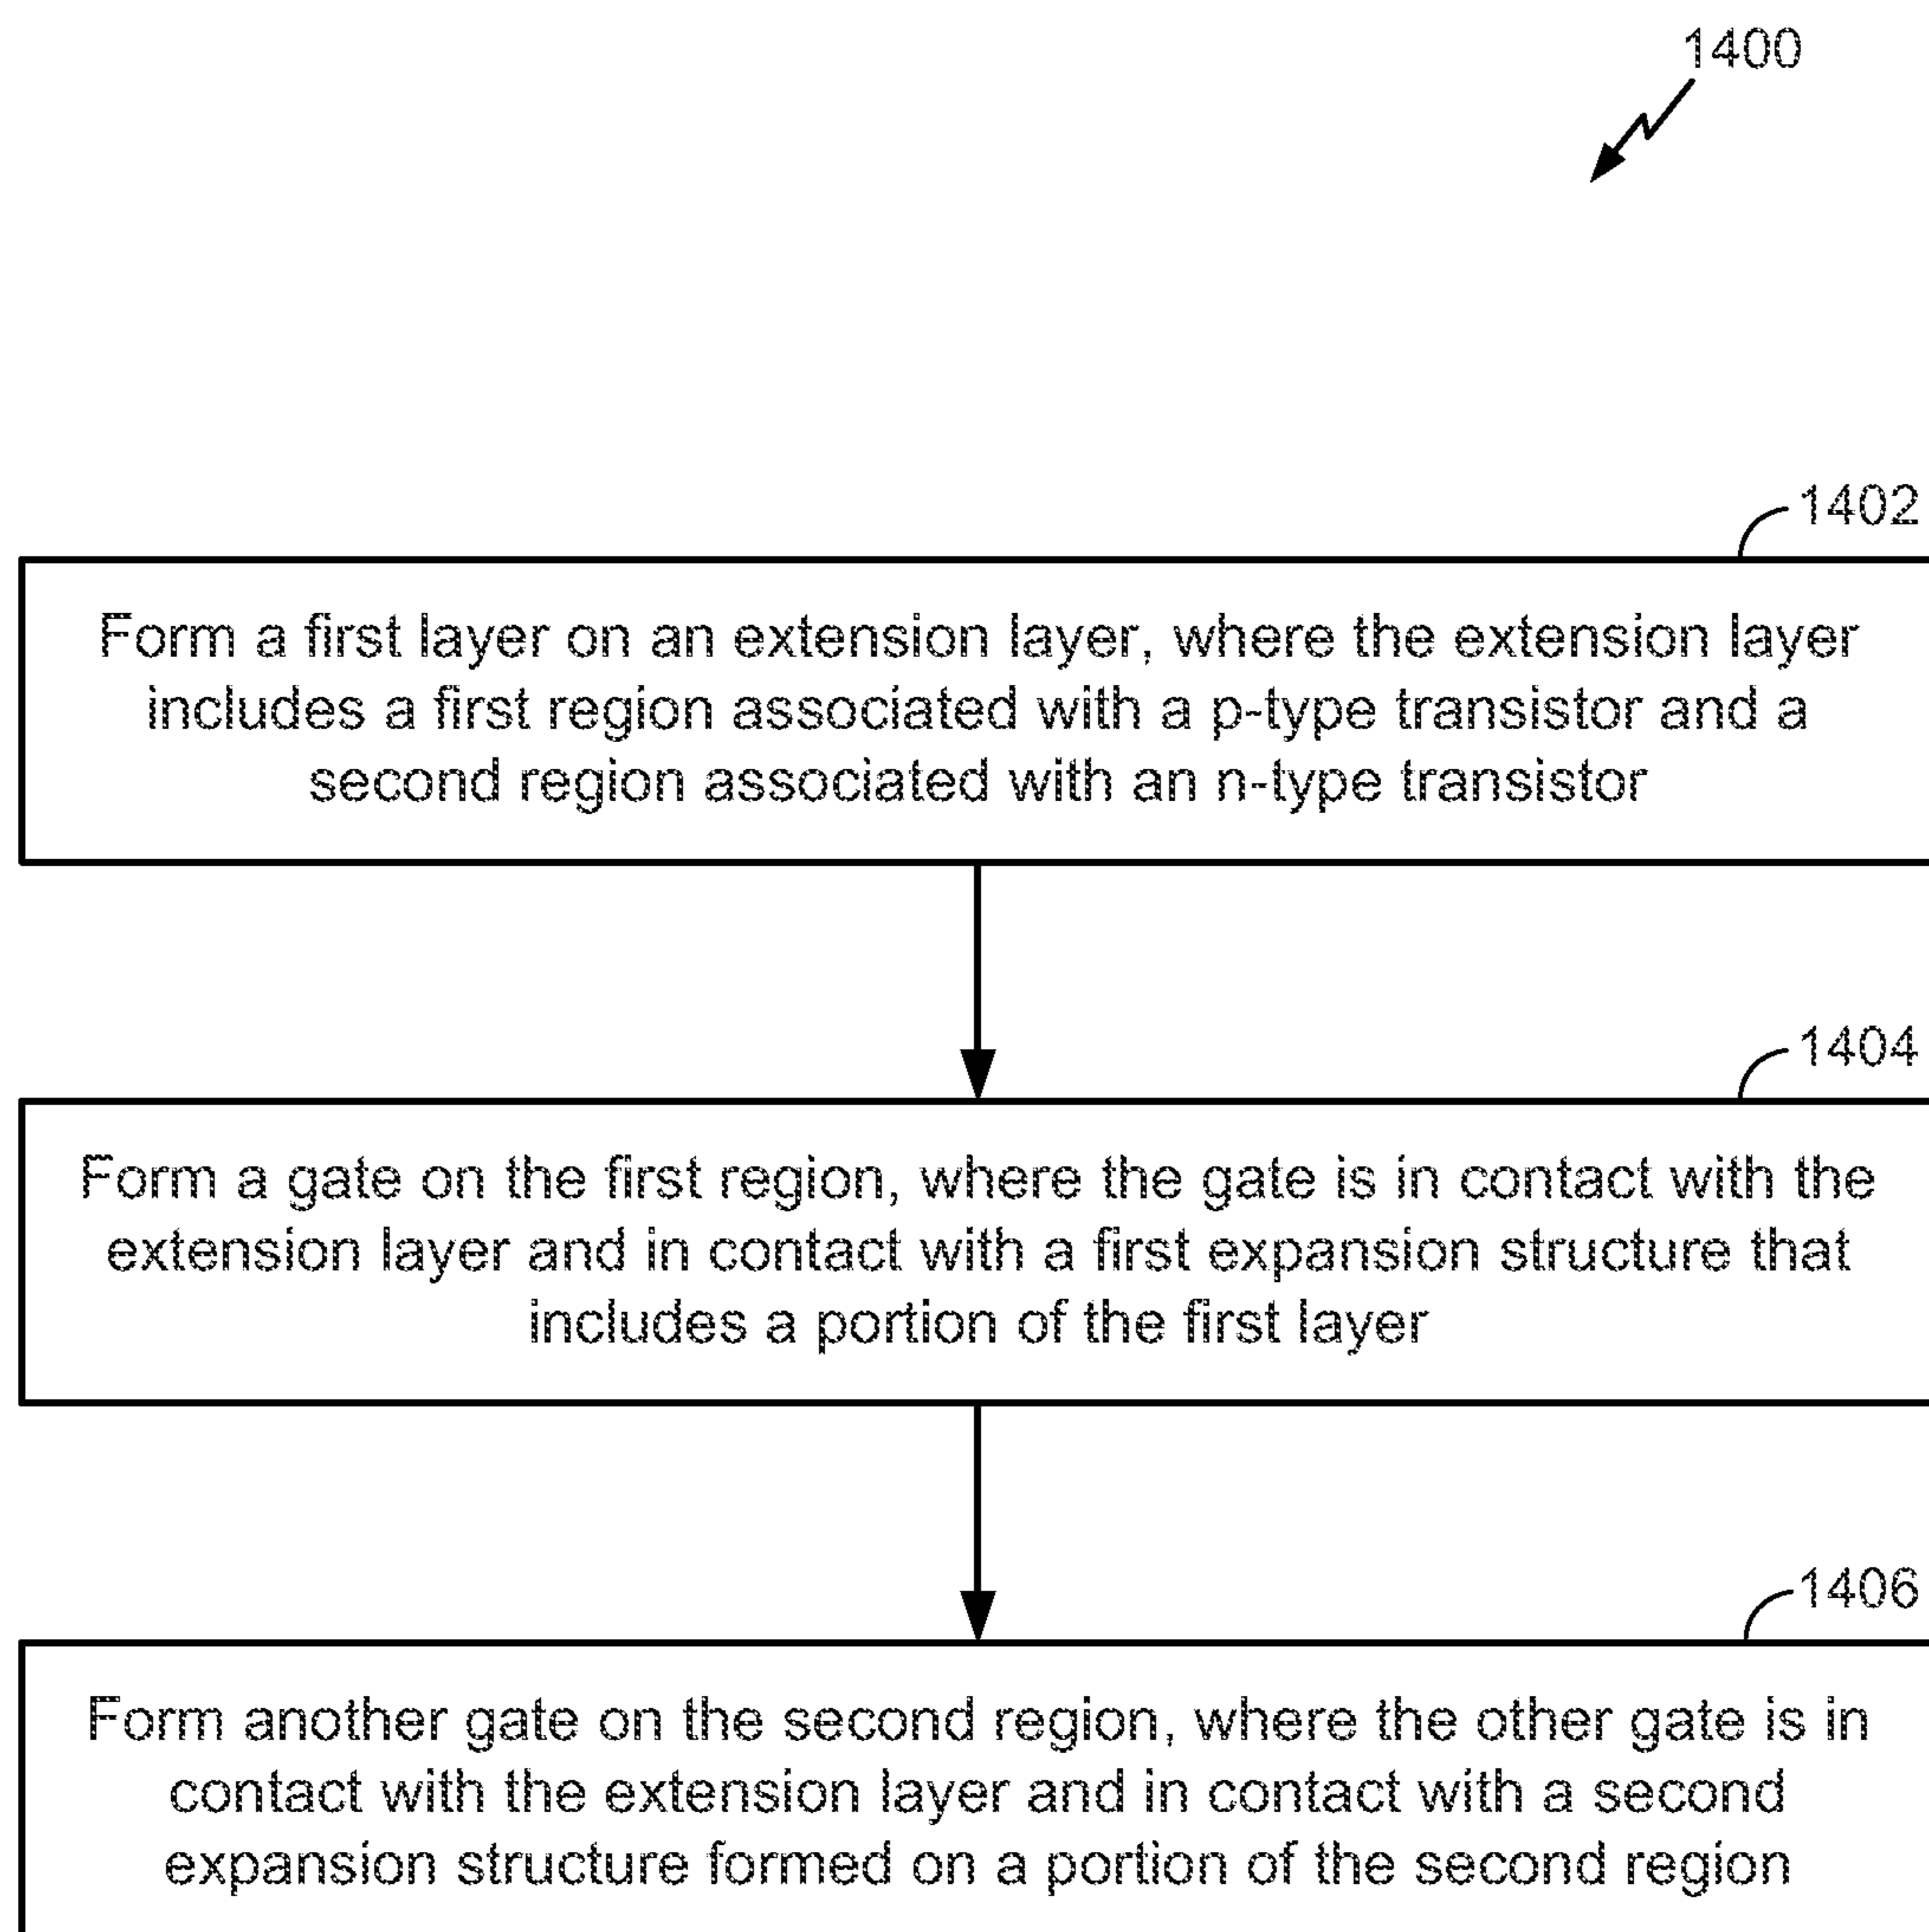 1400
1402
Form a first layer on an extension layer, where the extension layer
includes a first region associated with a p-type transistor and a
second region associated with an n-type transistor
1404
Form a gate on the first region, where the gate is in contact with the
extension layer and in contact with a first expansion structure that
includes a portion of the first layer
1406
Form another gate on the second region, where the other gate is in
contact with the extension layer and in contact with a second
expansion structure formed on a portion of the second region